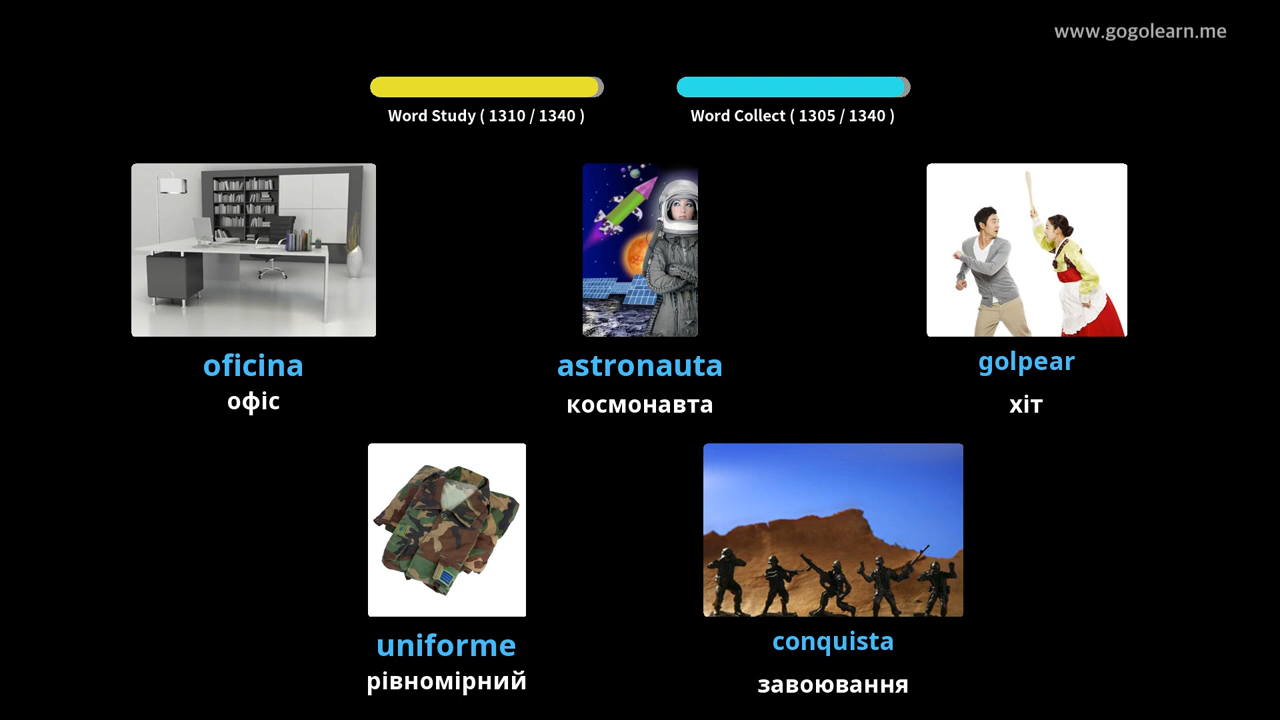 www.gogolearn.me
Word Study ( 1310 / 1340 )
Word Collect ( 1305 / 1340 )
oficina
офіс
astronauta
космонавта
golpear
хіт
uniforme
рівномірний
conquista
завоювання